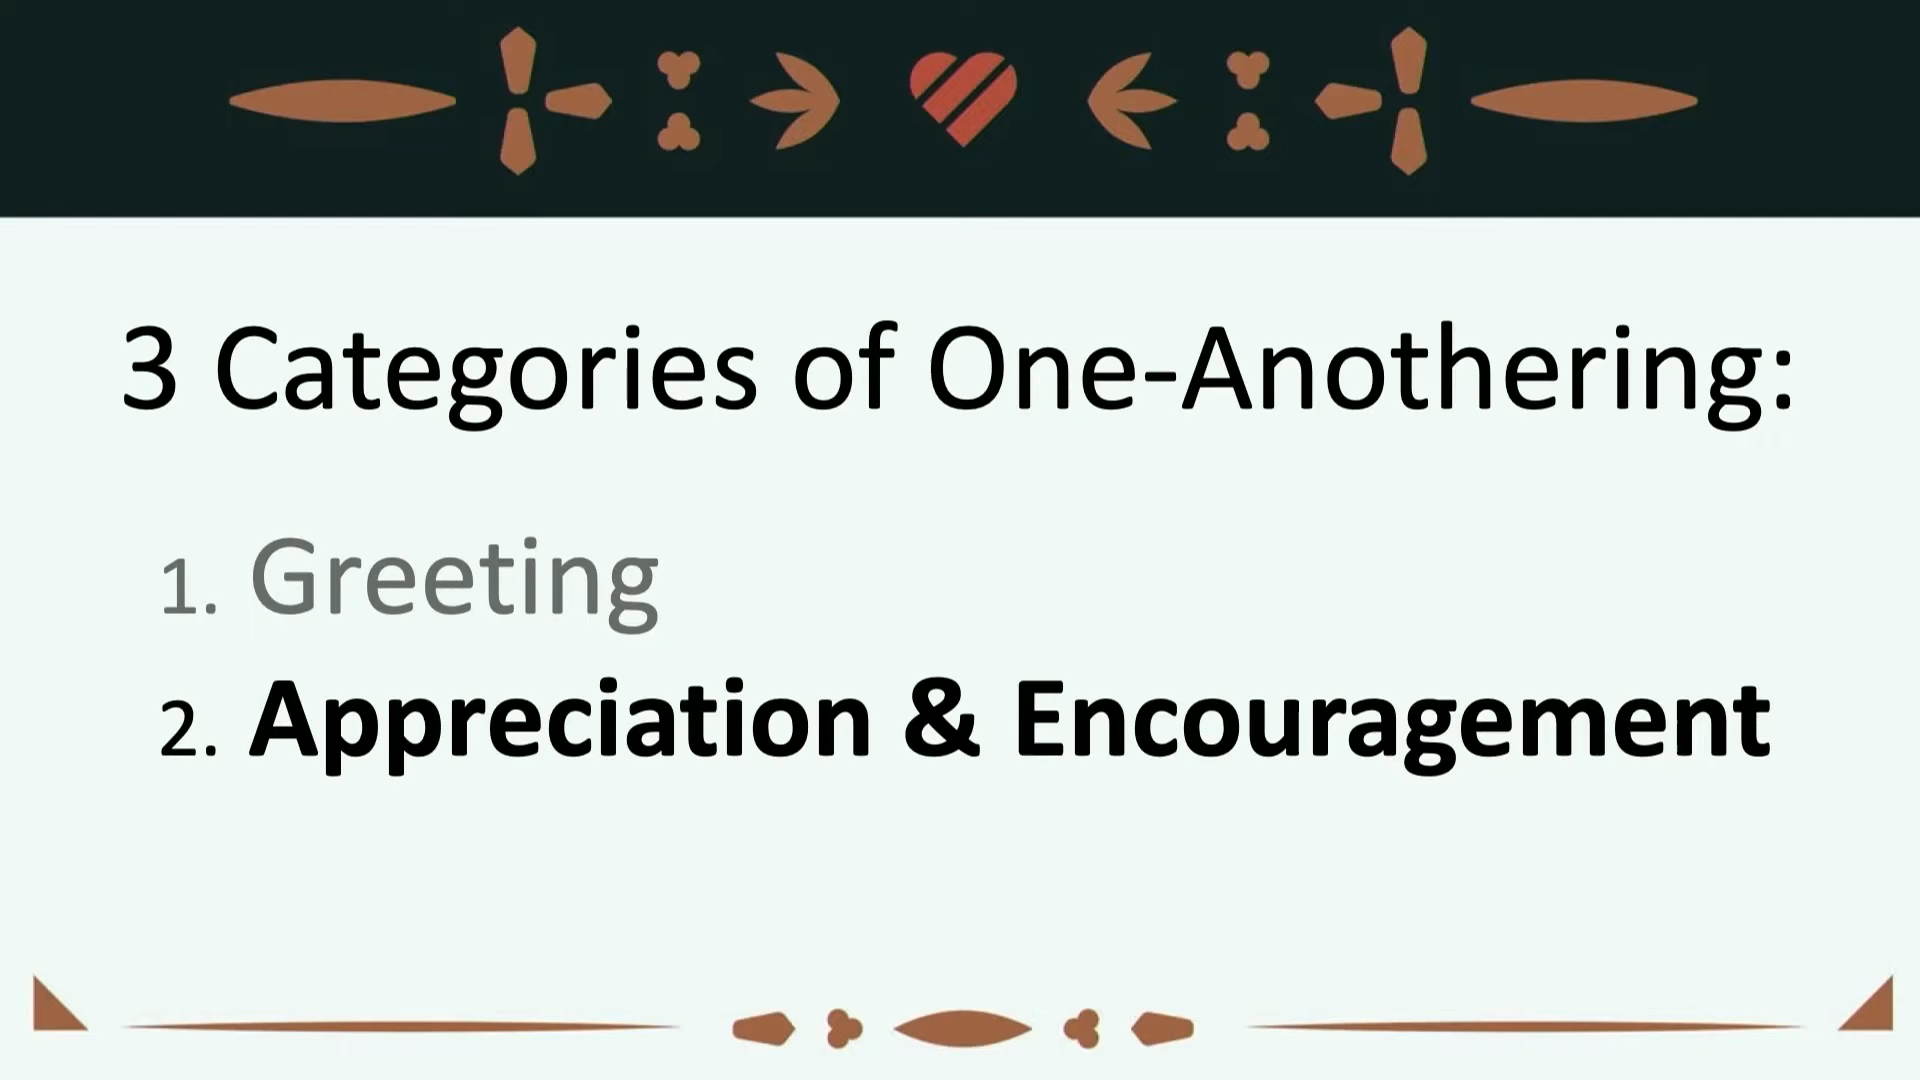 3 Categories of One-Anothering:
1. Greeting
2. Appreciation & Encouragement